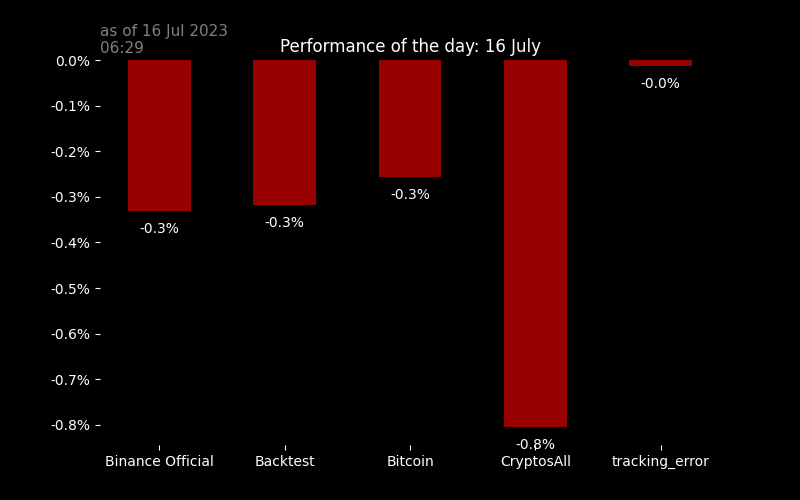 as of 16 Jul 2023
06:29
Performance of the day: 16 July
0.0%
-0.1%
-0.2%
-0.3%
-0.4%
-0.5%
-0.6%
-0.7%
-0.8%
-0.3%
-0.3%
-0.3%
-0.8%
-0.0%
Binance Official
Backtest
Bitcoin
CryptosAll
tracking_error